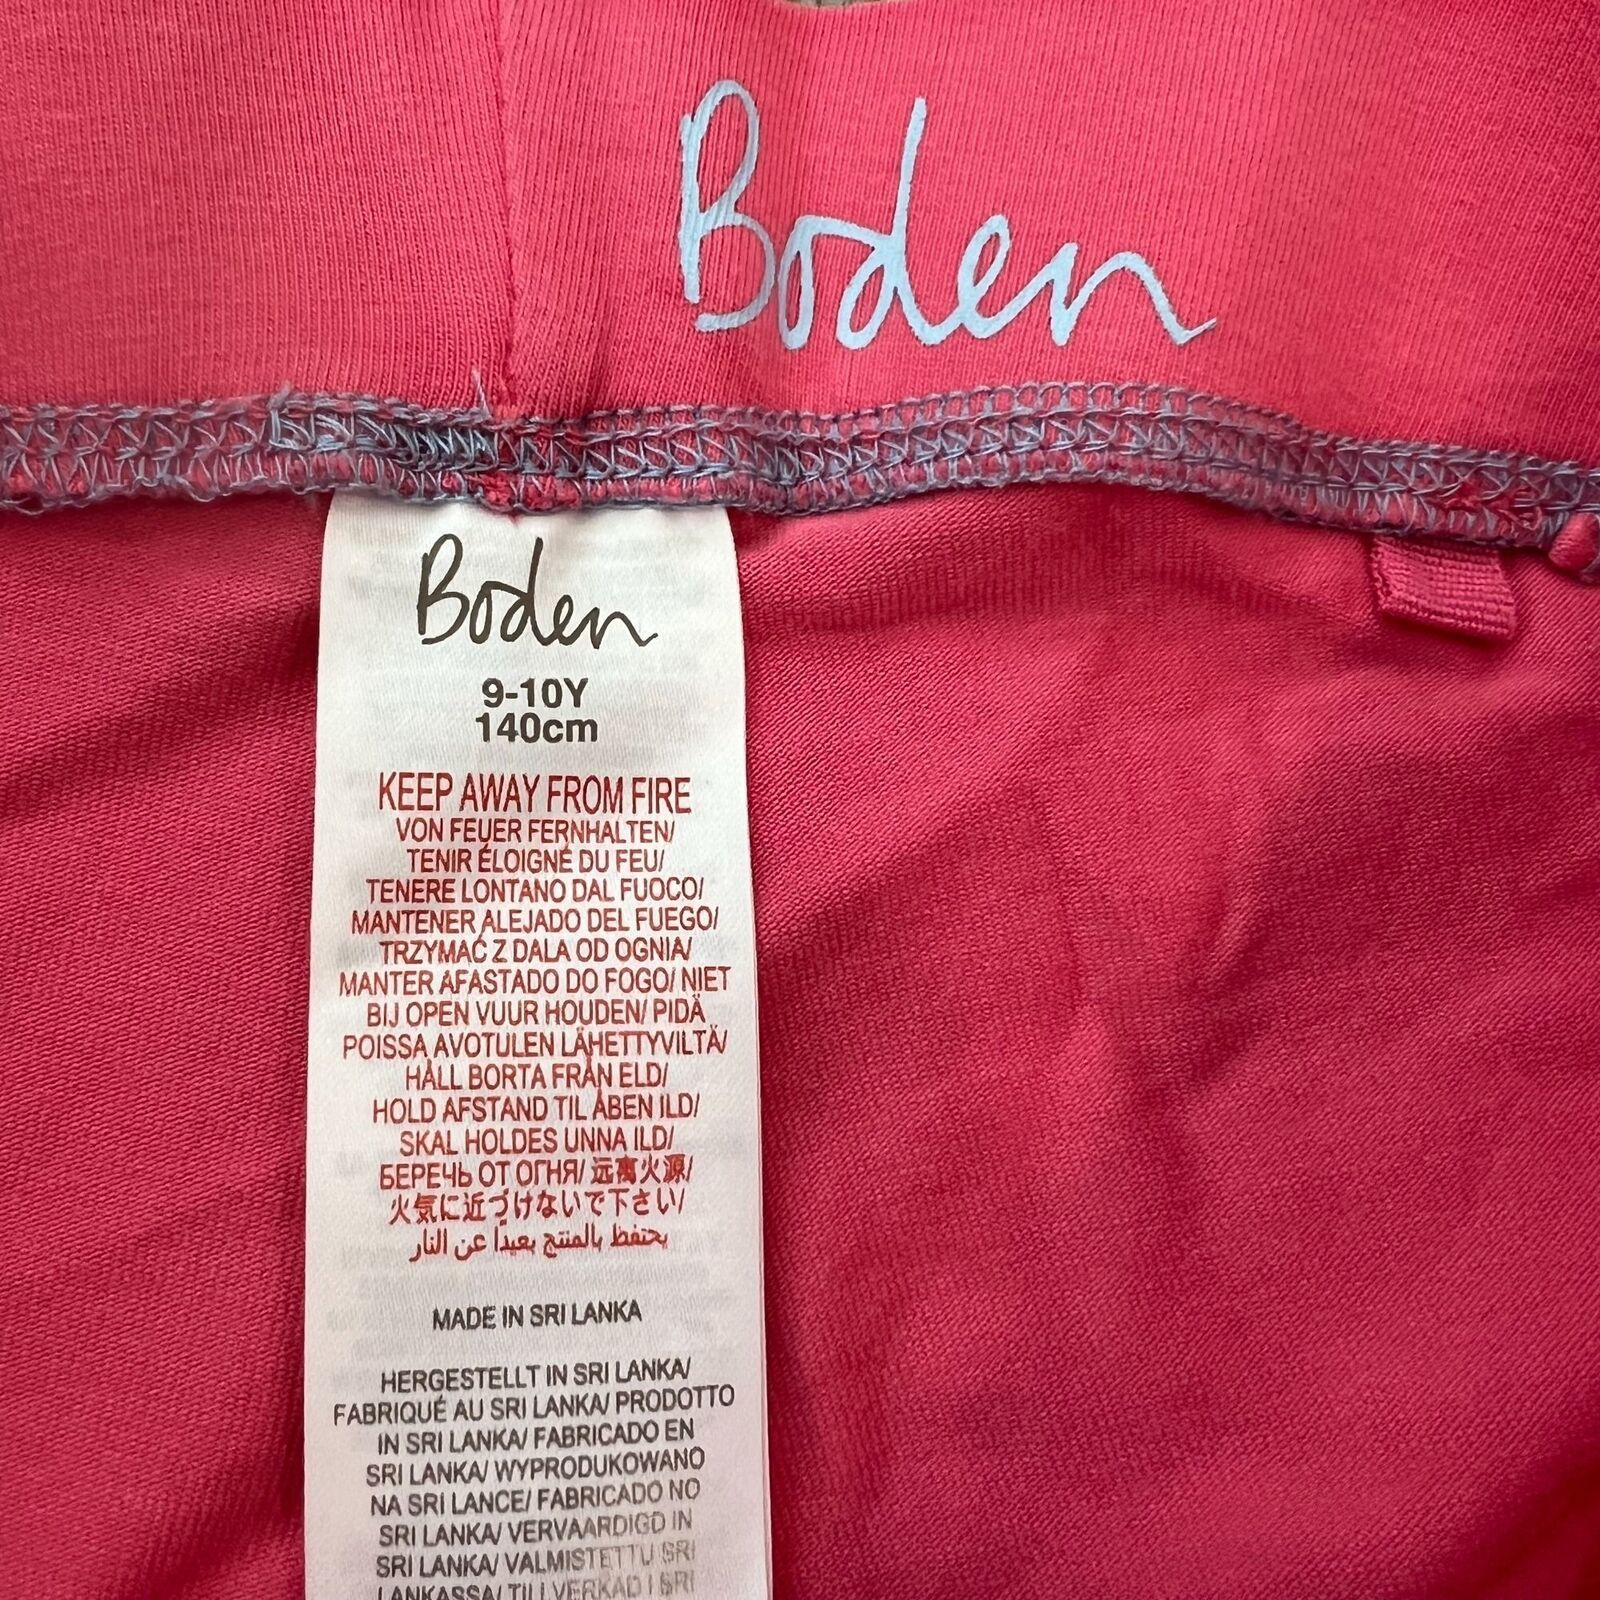 Boden
Boden
9-10Y
140cm
KEEP AWAY FROM FIRE
VON FEUER FERNHALTEN/
TENIR ÉLOIGNÉ DU FEU/
TENERE LONTANO DAL FUOCO/
MANTENER ALEJADO DEL FUEGO/
TRZYMAĆ Z DALA OD OGNIA/
MANTER AFASTADO DO FOGO/ NIET
BIJ OPEN VUUR HOUDEN/ PIDÄ
POISSA AVOTULEN LÄHETTYVILTÄ/
HÅLL BORTA FRÅN ELD/
HOLD AFSTAND TIL ÅBEN ILD/
SKAL HOLDES UNNA ILD/
БЕРЕЧЬ ОТ ОГНЯ/ 远离火源/
火気に近づけないで下さい/
يحتفظ بالمنتج بعيداً عن النار
MADE IN SRI LANKA
HERGESTELLT IN SRI LANKA/
FABRIQUÉ AU SRI LANKA/ PRODOTTO
IN SRI LANKA/ FABRICADO EN
SRI LANKA/ WYPRODUKOWANO
NA SRI LANCE/ FABRICADO NO
SRI LANKA/ VERVAARDIGD IN
SRI LANKA/ VALMISTETTU SRI
LANKASSA/ TILLVERKAD I SRI